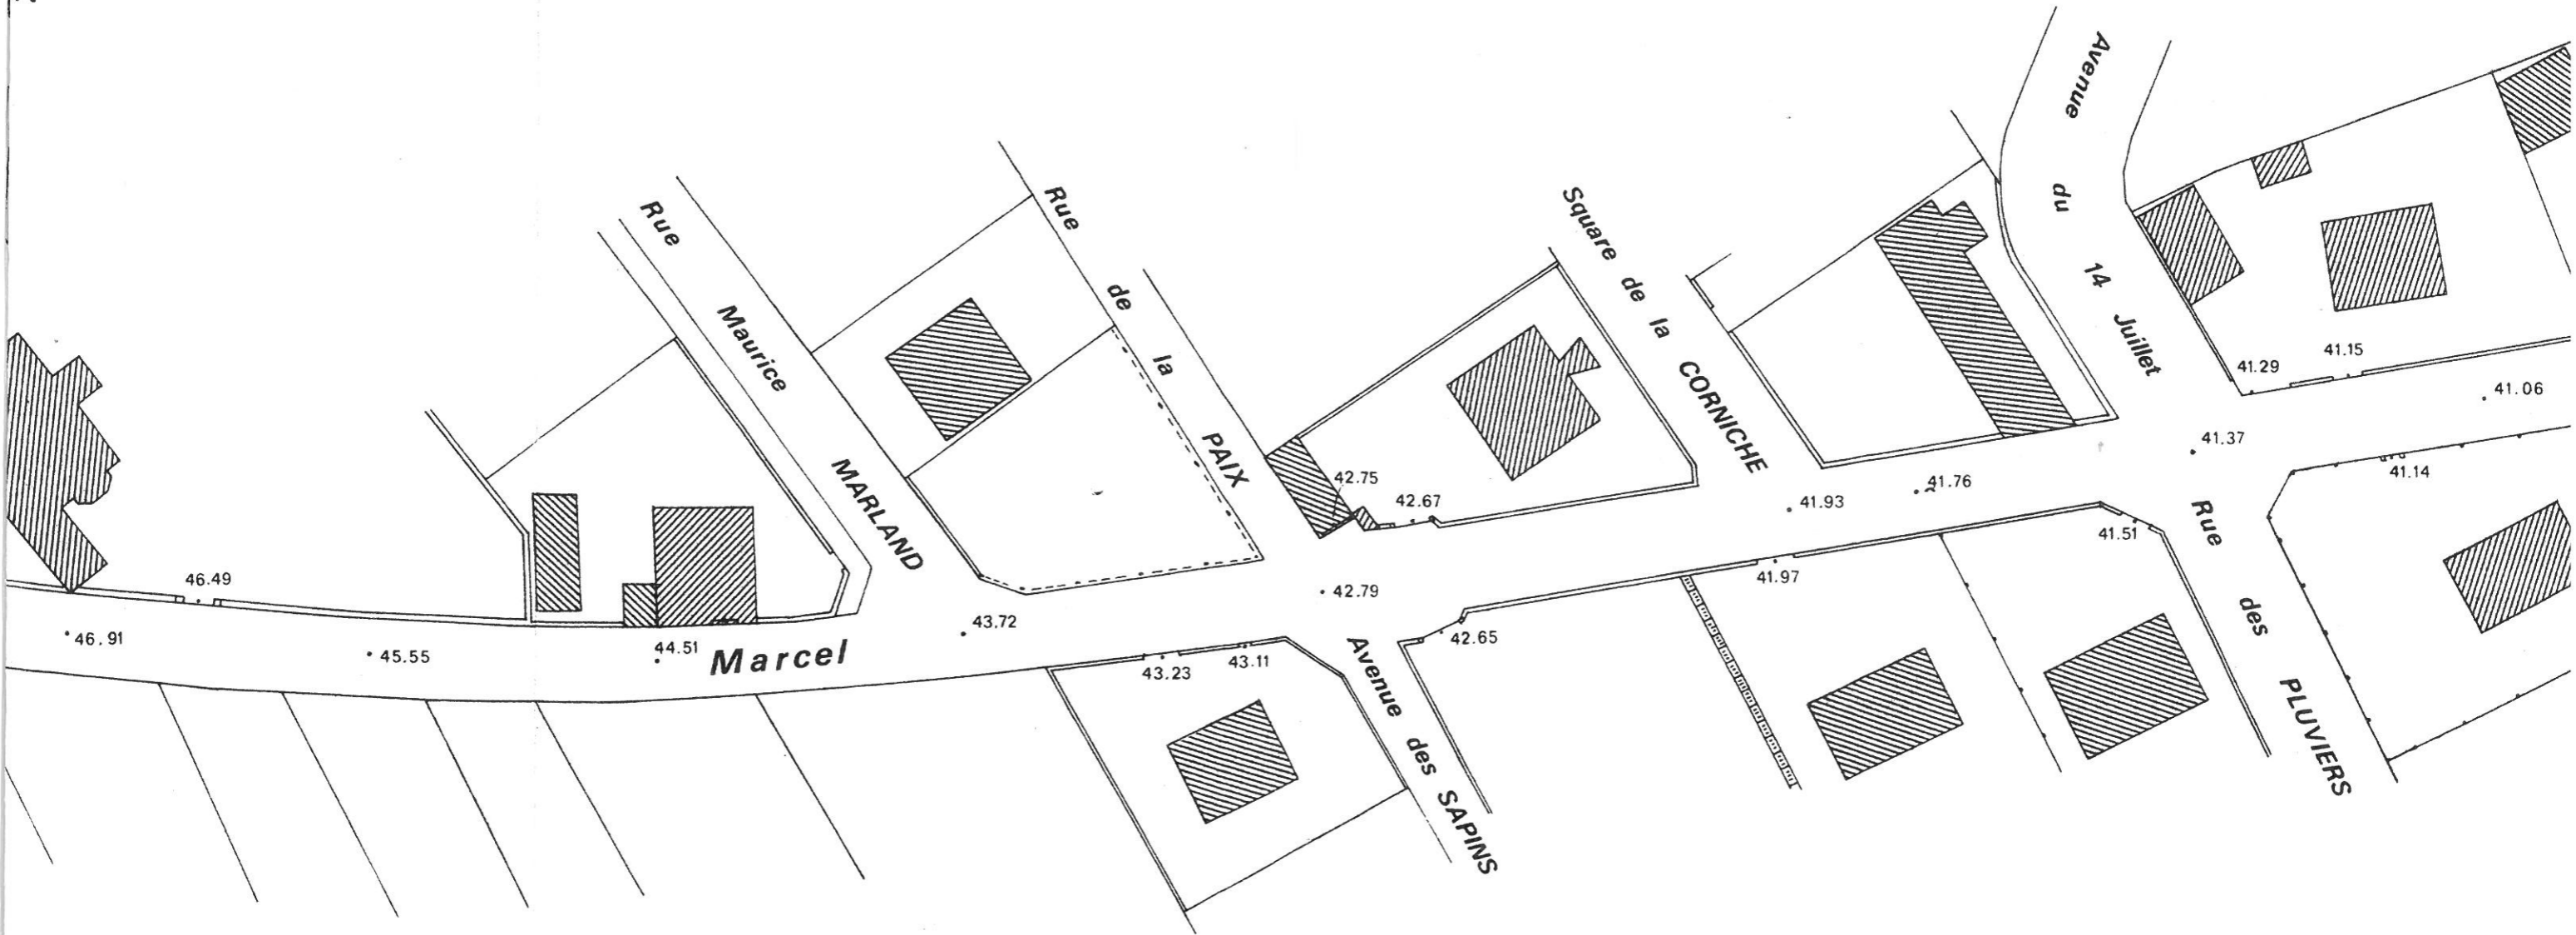 Rue Maurice MARLAND
Rue de la PAIX
Square de la CORNICHE
Avenue du 14 Juillet
41.29
41.15
41.06
41.37
41.14
42.75
42.67
41.93
41.76
41.51
41.97
46.49
46.91
45.55
44.51
Marcel
43.72
42.79
42.65
43.23
43.11
Avenue des SAPINS
Rue des PLUVIERS